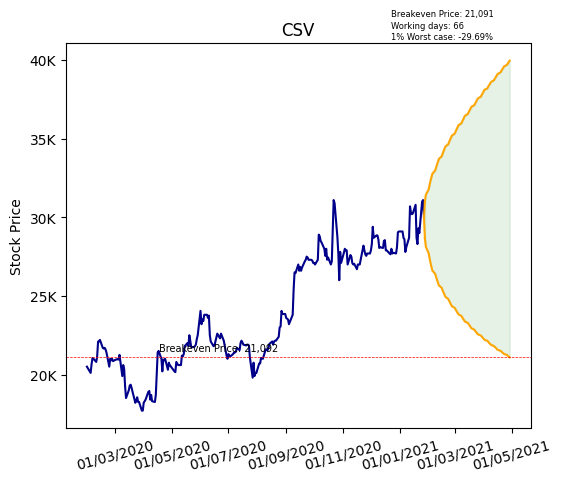 Breakeven Price: 21,091
Working days: 66
1% Worst case: -29.69%
CSV
40K
35K
30K
25K
20K
Stock Price
Breakeven Price: 21,092
01/03/2020
01/05/2020
01/07/2020
01/09/2020
01/11/2020
01/01/2021
01/03/2021
01/05/2021